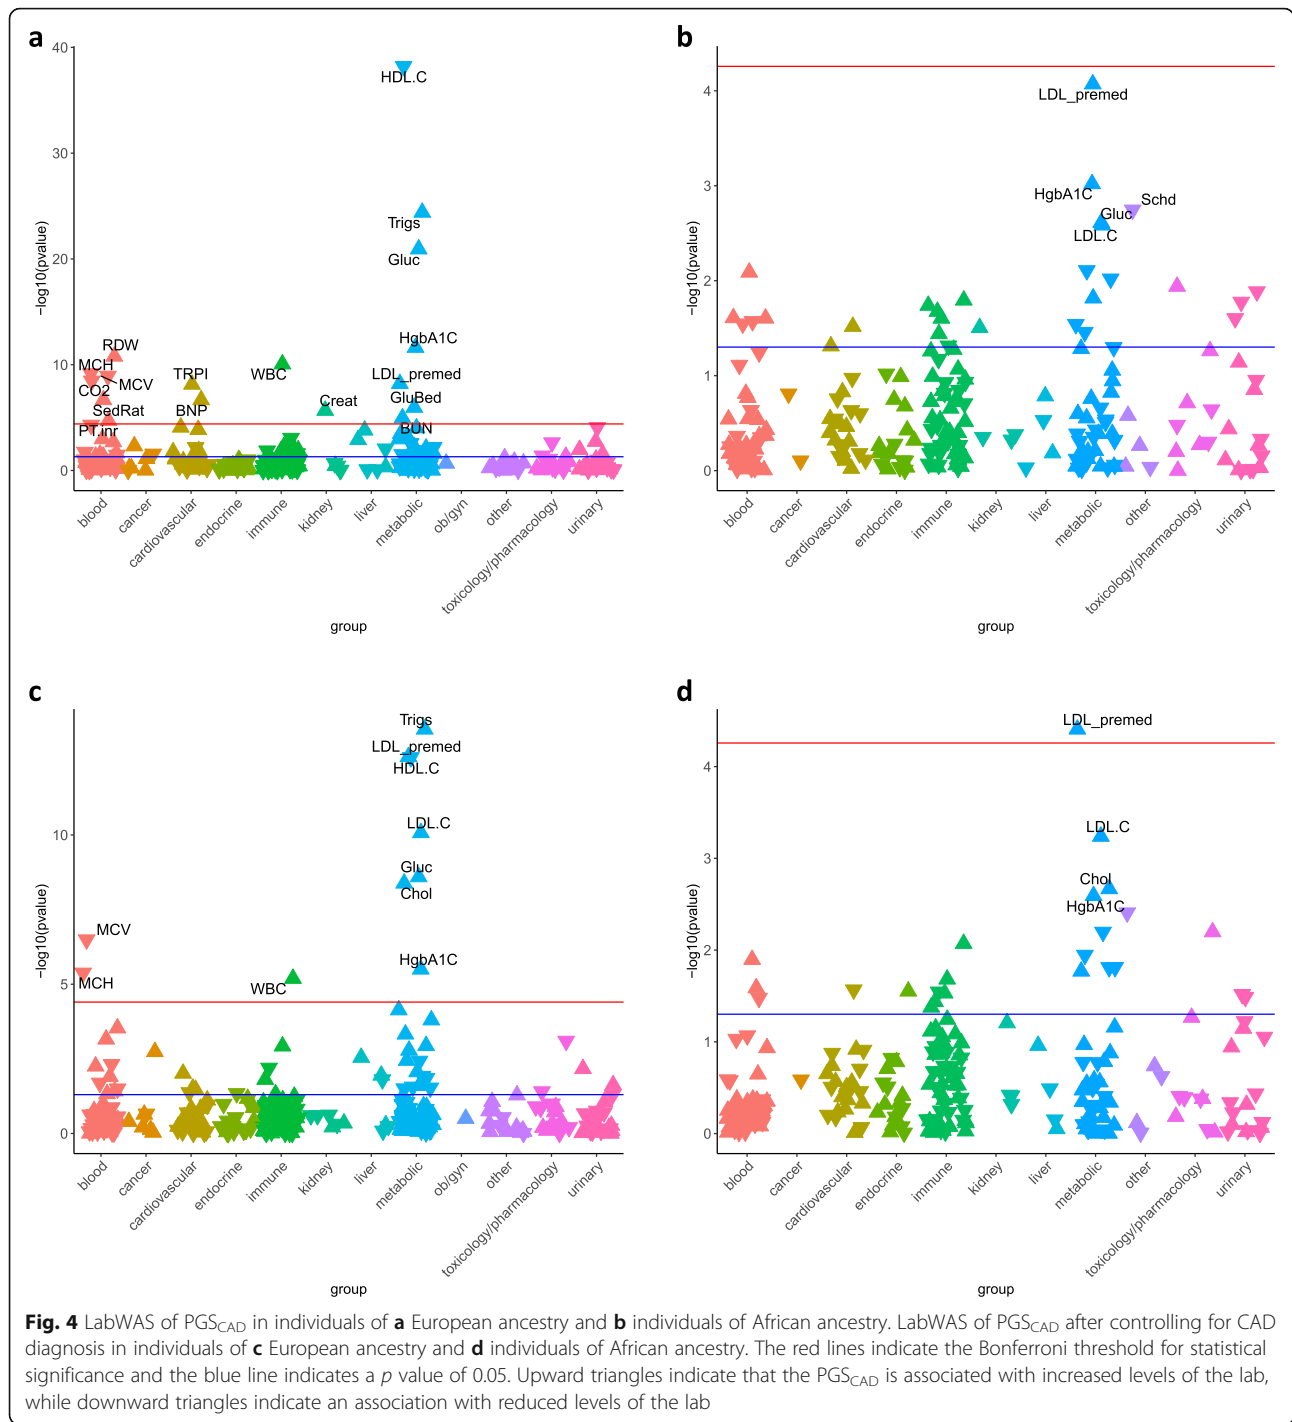 a
40
30
20
10
0
−log10(pvalue)
HDL.C
Trigs
Gluc
HgbA1C
LDL_premed
GluBed
BUN
RDW
MCH
MCV
CO2
SedRat
PT.inr
TRPI
BNP
WBC
Creat
blood
cancer
cardiovascular
endocrine
immune
kidney
liver
metabolic
ob/gyn
other
toxicology/pharmacology
urinary
group
b
4
3
2
1
0
−log10(pvalue)
LDL_premed
HgbA1C
Schd
Gluc
LDL.C
blood
cancer
cardiovascular
endocrine
immune
kidney
liver
metabolic
other
toxicology/pharmacology
urinary
group
c
10
5
0
−log10(pvalue)
Trigs
LDL_premed
HDL.C
LDL.C
Gluc
Chol
HgbA1C
MCV
MCH
WBC
blood
cancer
cardiovascular
endocrine
immune
kidney
liver
metabolic
ob/gyn
other
toxicology/pharmacology
urinary
group
d
4
3
2
1
0
−log10(pvalue)
LDL_premed
LDL.C
Chol
HgbA1C
blood
cancer
cardiovascular
endocrine
immune
kidney
liver
metabolic
other
toxicology/pharmacology
urinary
group
Fig. 4 LabWAS of PGSCAD in individuals of a European ancestry and b individuals of African ancestry. LabWAS of PGSCAD after controlling for CAD
diagnosis in individuals of c European ancestry and d individuals of African ancestry. The red lines indicate the Bonferroni threshold for statistical
significance and the blue line indicates a p value of 0.05. Upward triangles indicate that the PGSCAD is associated with increased levels of the lab,
while downward triangles indicate an association with reduced levels of the lab